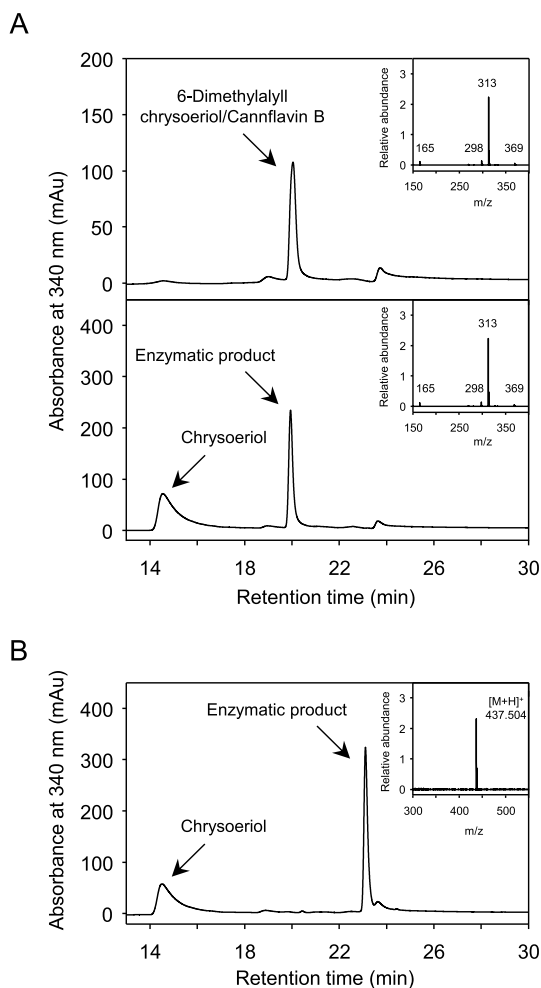 A
Absorbance at 340 nm (mAu)
200
150
100
50
0
6-Dimethylalyll
chrysoeriol/Cannflavin B
Relative abundance
3
2
1
0
313
165
298
369
150
250
350
m/z
400
300
200
100
0
Enzymatic product
Chrysoeriol
Relative abundance
3
2
1
0
313
165
298
369
150
250
350
m/z
14
18
22
26
30
Retention time (min)
B
Absorbance at 340 nm (mAu)
400
300
200
100
0
Enzymatic product
Chrysoeriol
Relative abundance
3
2
1
0
[M+H]⁺
437.504
300
400
500
m/z
14
18
22
26
30
Retention time (min)